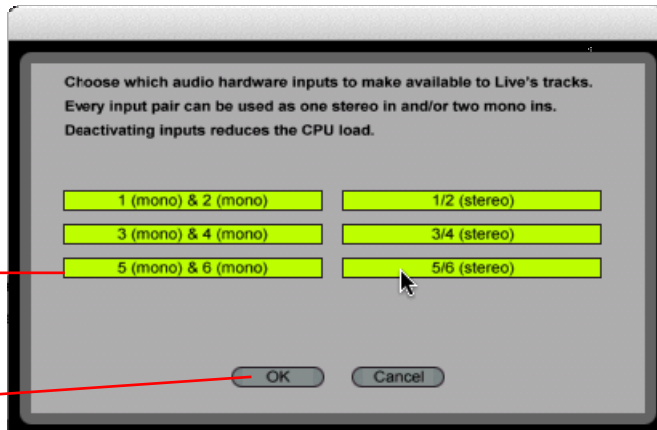 Choose which audio hardware inputs to make available to Live's tracks.
Every input pair can be used as one stereo in and/or two mono ins.
Deactivating inputs reduces the CPU load.
1 (mono) & 2 (mono)
1/2 (stereo)
3 (mono) & 4 (mono)
3/4 (stereo)
5 (mono) & 6 (mono)
5/6 (stereo)
OK
Cancel